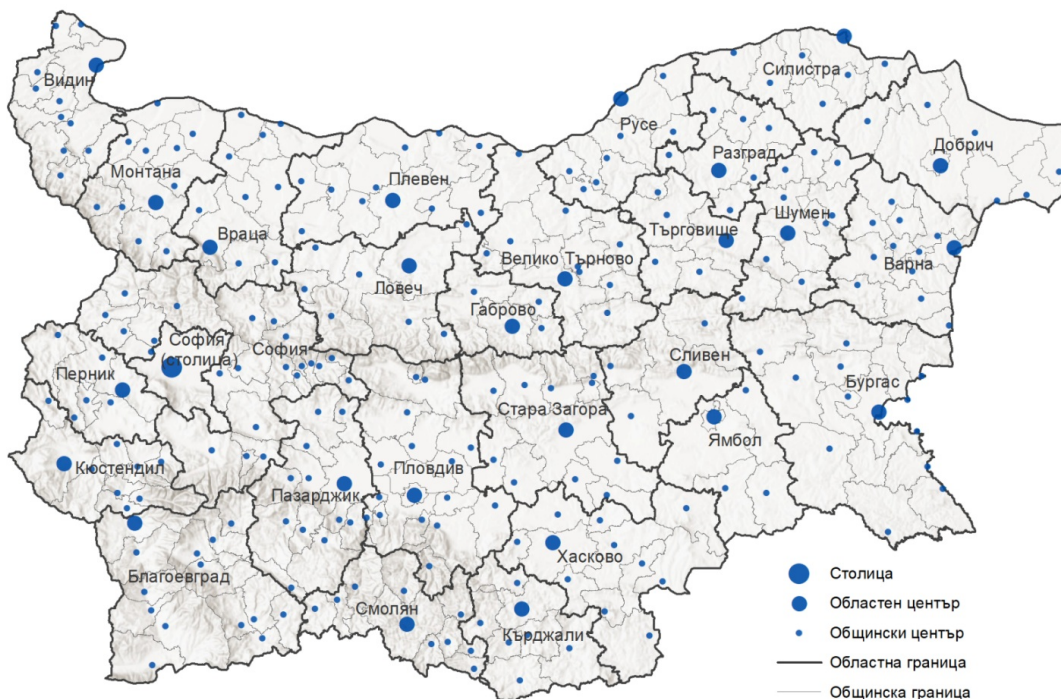 Видин
Силистра
Русе
Добрич
Разград
Монтана
Плевен
Шумен
Търговище
Враца
Велико Търново
Варна
Ловеч
Габрово
София
(столица)
София
Сливен
Перник
Бургас
Стара Загора
Ямбол
Кюстендил
Пловдив
Пазарджик
Хасково
Благоевград
Смолян
Кърджали
Столица
Областен център
Общински център
Областна граница
Общинска граница